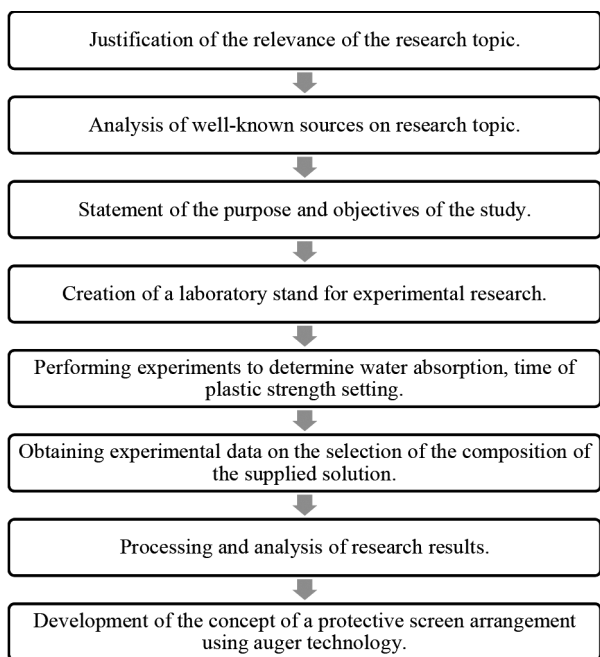 Justification of the relevance of the research topic.
Analysis of well-known sources on research topic.
Statement of the purpose and objectives of the study.
Creation of a laboratory stand for experimental research.
Performing experiments to determine water absorption, time of
plastic strength setting.
Obtaining experimental data on the selection of the composition of
the supplied solution.
Processing and analysis of research results.
Development of the concept of a protective screen arrangement
using auger technology.